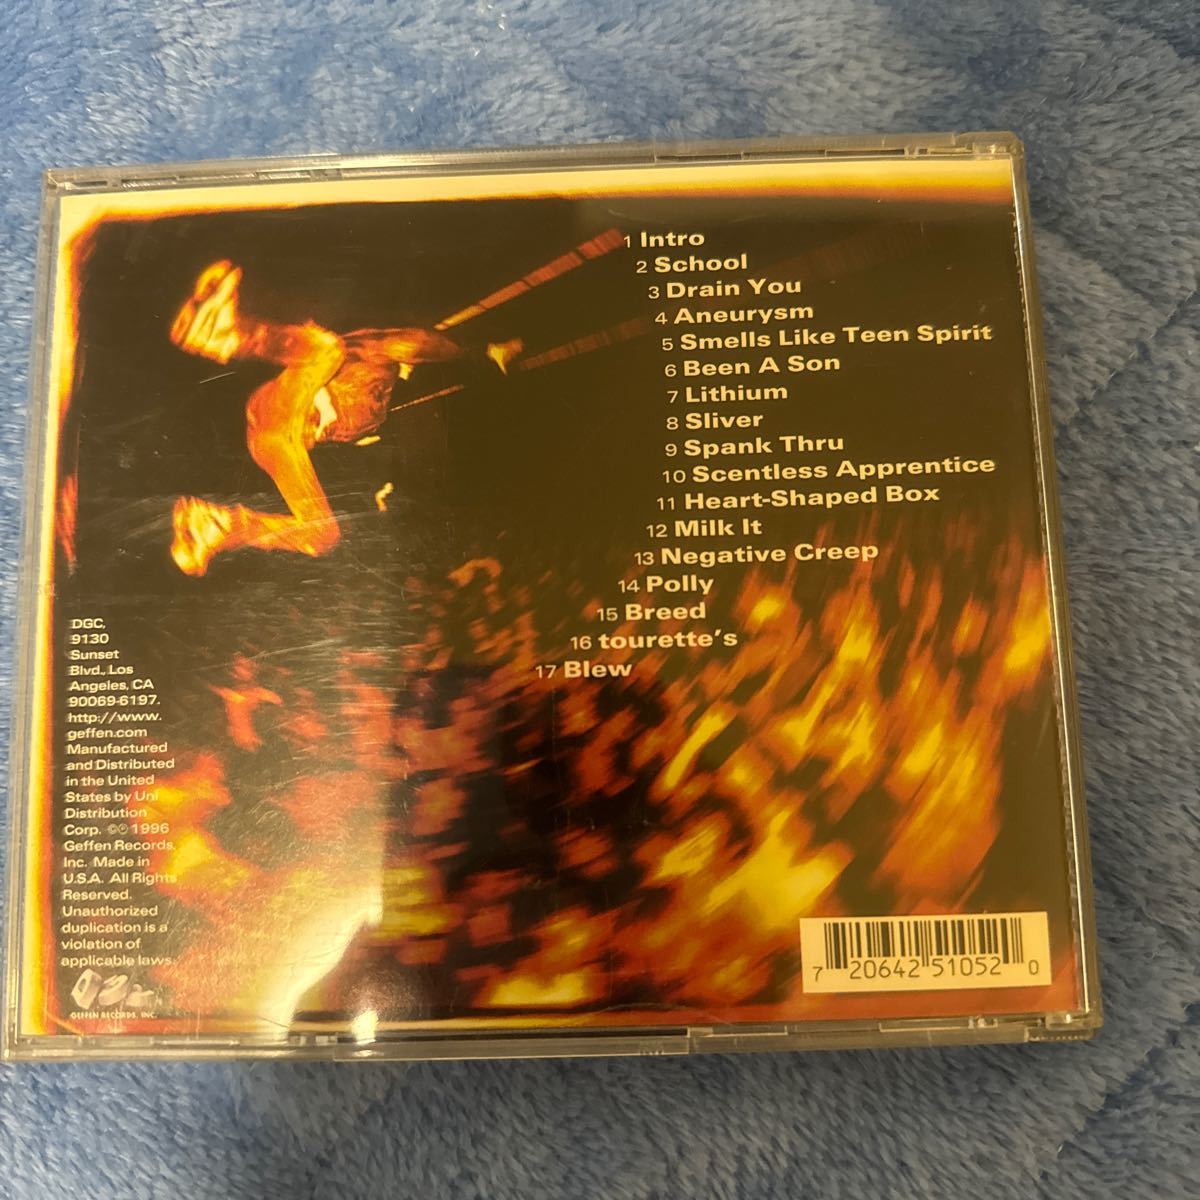 1 Intro
2 School
3 Drain You
4 Aneurysm
5 Smells Like Teen Spirit
6 Been A Son
7 Lithium
8 Sliver
9 Spank Thru
10 Scentless Apprentice
11 Heart-Shaped Box
12 Milk It
13 Negative Creep
14 Polly
15 Breed
16 tourette's
17 Blew
DGC,
9130
Sunset
Blvd., Los
Angeles, CA
90069-6197.
http://www.
geffen.com
Manufactured
and Distributed
in the United
States by Uni
Distribution
Corp. ©℗ 1996
Geffen Records,
Inc. Made in
U.S.A. All Rights
Reserved.
Unauthorized
duplication is a
violation of
applicable laws.
GEFFEN RECORDS, INC.
7 20642 51052 0